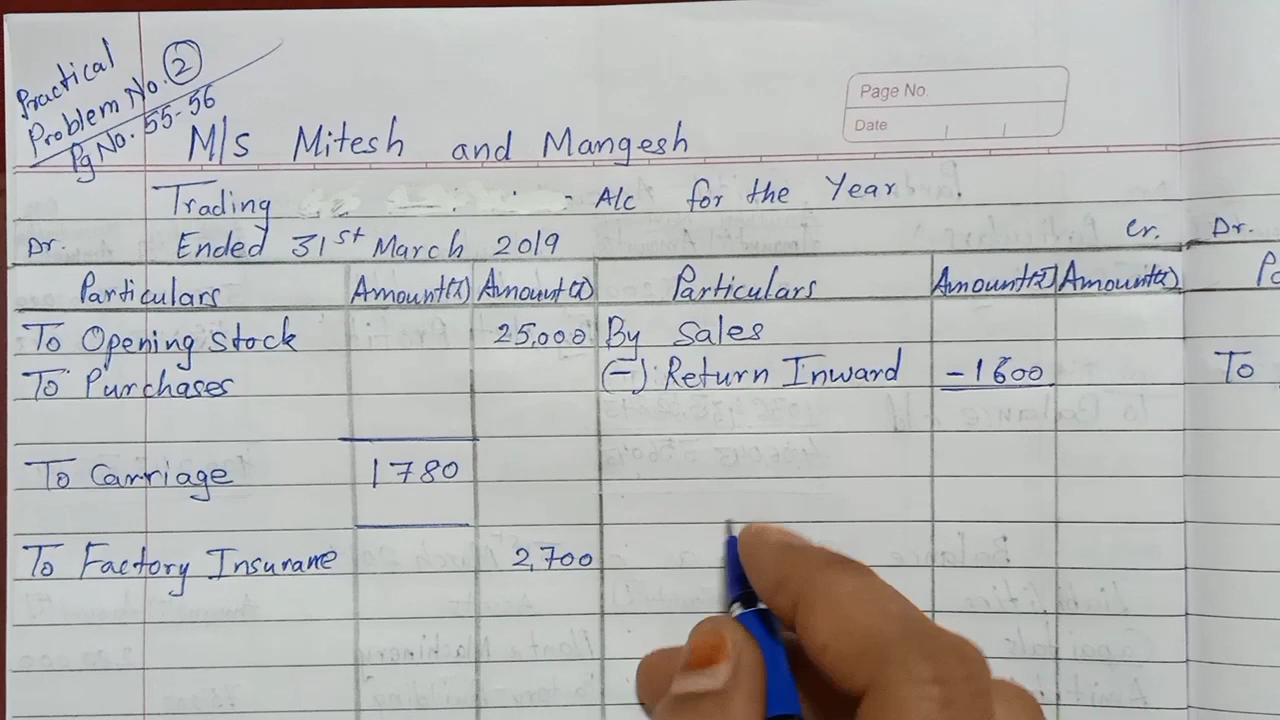 Practical
Problem No. 2
Pg No. 55-56
Page No.
Date
M/s Mitesh and Mangesh
Trading A/c for the Year
Dr. Ended 31st March 2019 Cr. Dr.
Particulars Amount(₹) Amount(₹) Particulars Amount(₹) Amount(₹)
To Opening stock 25,000 By Sales
To Purchases (-) Return Inward -1600 To
To Carriage 1780
To Factory Insurane 2,700